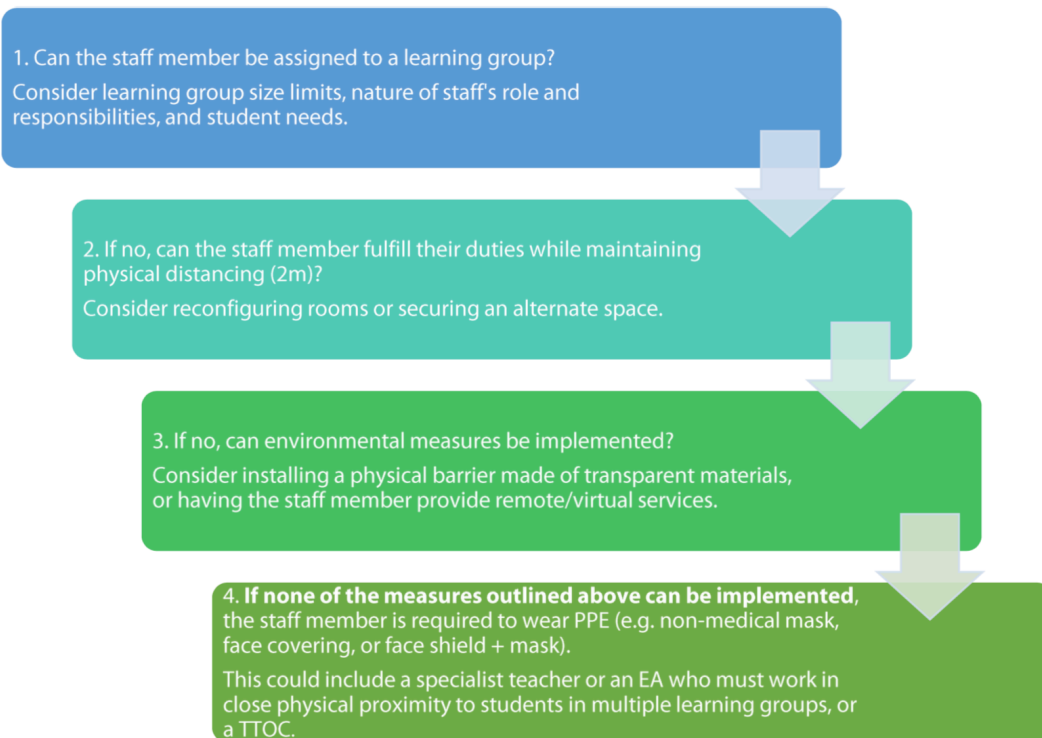 1. Can the staff member be assigned to a learning group?
Consider learning group size limits, nature of staff's role and
responsibilities, and student needs.
2. If no, can the staff member fulfill their duties while maintaining
physical distancing (2m)?
Consider reconfiguring rooms or securing an alternate space.
3. If no, can environmental measures be implemented?
Consider installing a physical barrier made of transparent materials,
or having the staff member provide remote/virtual services.
4. If none of the measures outlined above can be implemented,
the staff member is required to wear PPE (e.g. non-medical mask,
face covering, or face shield + mask).
This could include a specialist teacher or an EA who must work in
close physical proximity to students in multiple learning groups, or
a TTOC.